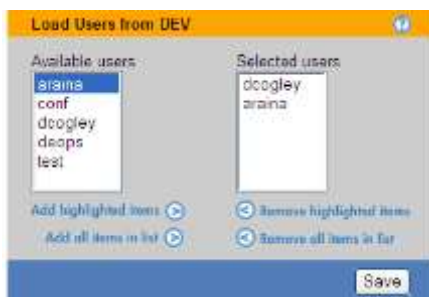 Load Users from DEV
Available users
araina
conf
dcogley
dsops
test
Selected users
dcogley
araina
Add highlighted items
Add all items in list
Remove highlighted items
Remove all items in list
Save